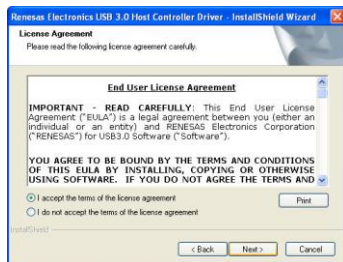 Renesas Electronics USB 3.0 Host Controller Driver - InstallShield Wizard
License Agreement
Please read the following license agreement carefully.
End User License Agreement
IMPORTANT - READ CAREFULLY: This End User License
Agreement ("EULA") is a legal agreement between you (either an
individual or an entity) and RENESAS Electronics Corporation
("RENESAS") for USB3.0 Software ("Software").
YOU AGREE TO BE BOUND BY THE TERMS AND CONDITIONS
OF THIS EULA BY INSTALLING, COPYING OR OTHERWISE
USING SOFTWARE. IF YOU DO NOT AGREE THE TERMS AND
I accept the terms of the license agreement
Print
I do not accept the terms of the license agreement
InstallShield
< Back
Next >
Cancel